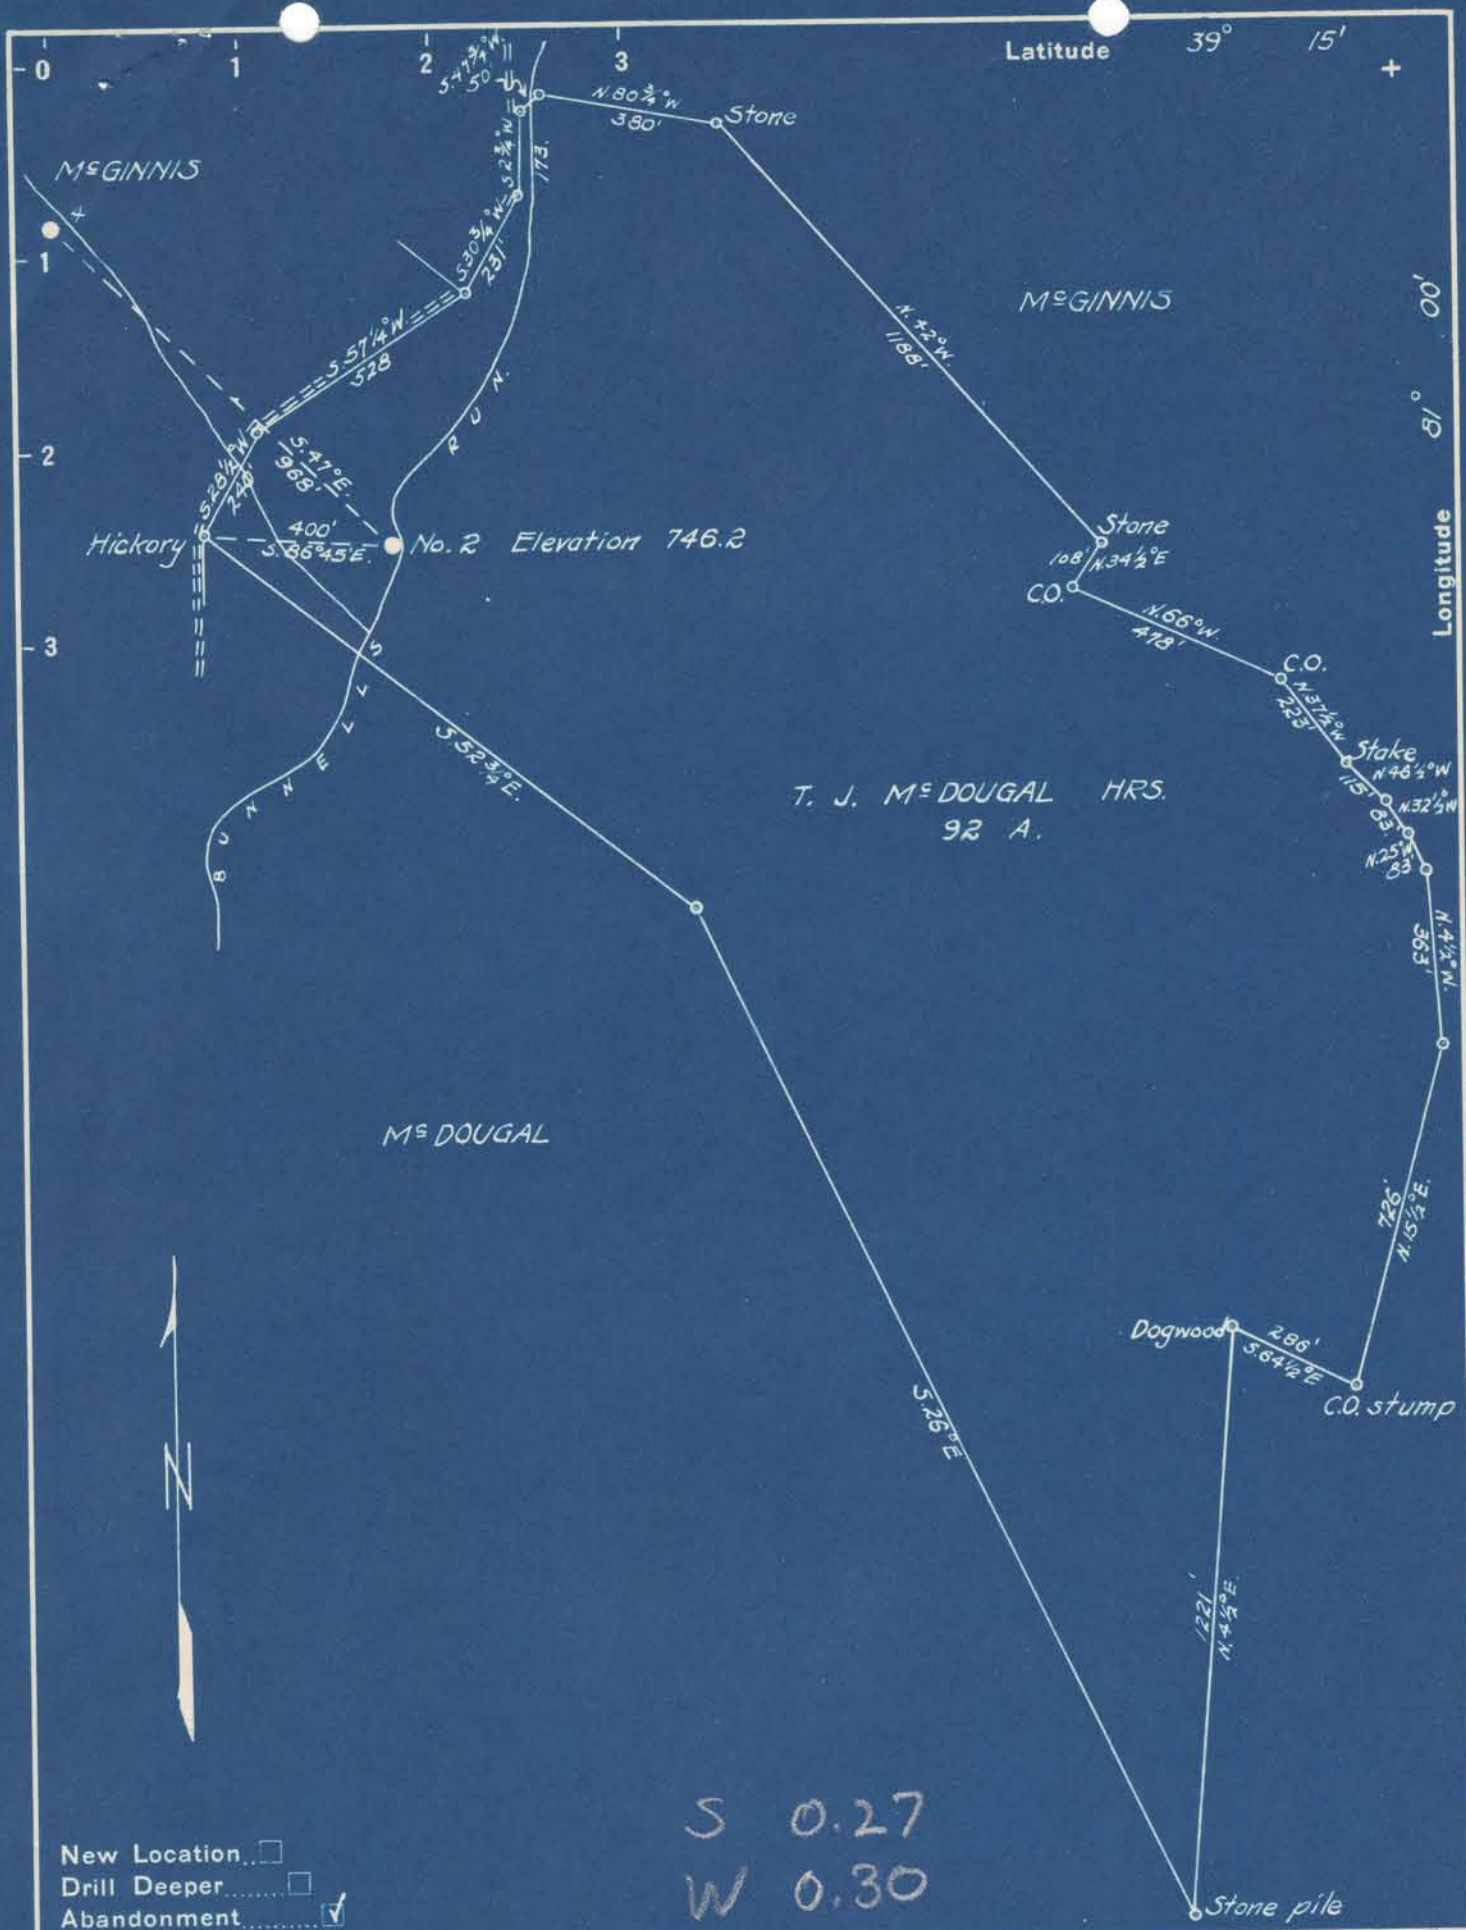 0 1 2 3
Latitude 39° 15'
+
S.47¾°W.
50
N.80¾°W
380'
Stone
McGINNIS
S.2¾°W
173.
x
1
S.30¾°W
231'
McGINNIS
00'
81°
Longitude
N.42°W.
1188'
S.57¼°W.
528
RUN.
2
S.28½°W
S.47°E.
968'
Hickory
400'
S.86°45'E.
No. 2 Elevation 746.2
Stone
108' N.34½°E
C.O.
N.66°W.
478'
3
C.O.
N.37½°W
223'
S.52¾°E.
BUNNELLS
Stake
N.46½°W
115'
N.32½°W
83'
T. J. McDOUGAL HRS.
92 A.
N.25°W
83'
N.4½°W.
363'
McDOUGAL
726'
N.15½°E.
Dogwood
286'
S.64½°E
C.O. stump
S.26°E
N
1221'
N.4½°E.
S 0.27
W 0.30
New Location
Drill Deeper
Abandonment ✓
Stone pile